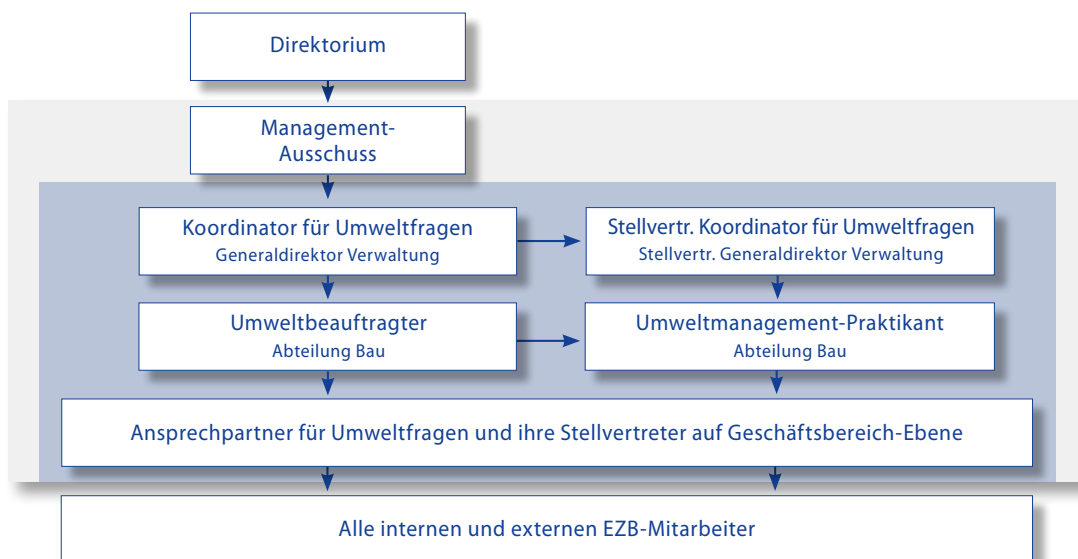 Direktorium
Management-
Ausschuss
Koordinator für Umweltfragen
Generaldirektor Verwaltung
Stellvertr. Koordinator für Umweltfragen
Stellvertr. Generaldirektor Verwaltung
Umweltbeauftragter
Abteilung Bau
Umweltmanagement-Praktikant
Abteilung Bau
Ansprechpartner für Umweltfragen und ihre Stellvertreter auf Geschäftsbereich-Ebene
Alle internen und externen EZB-Mitarbeiter